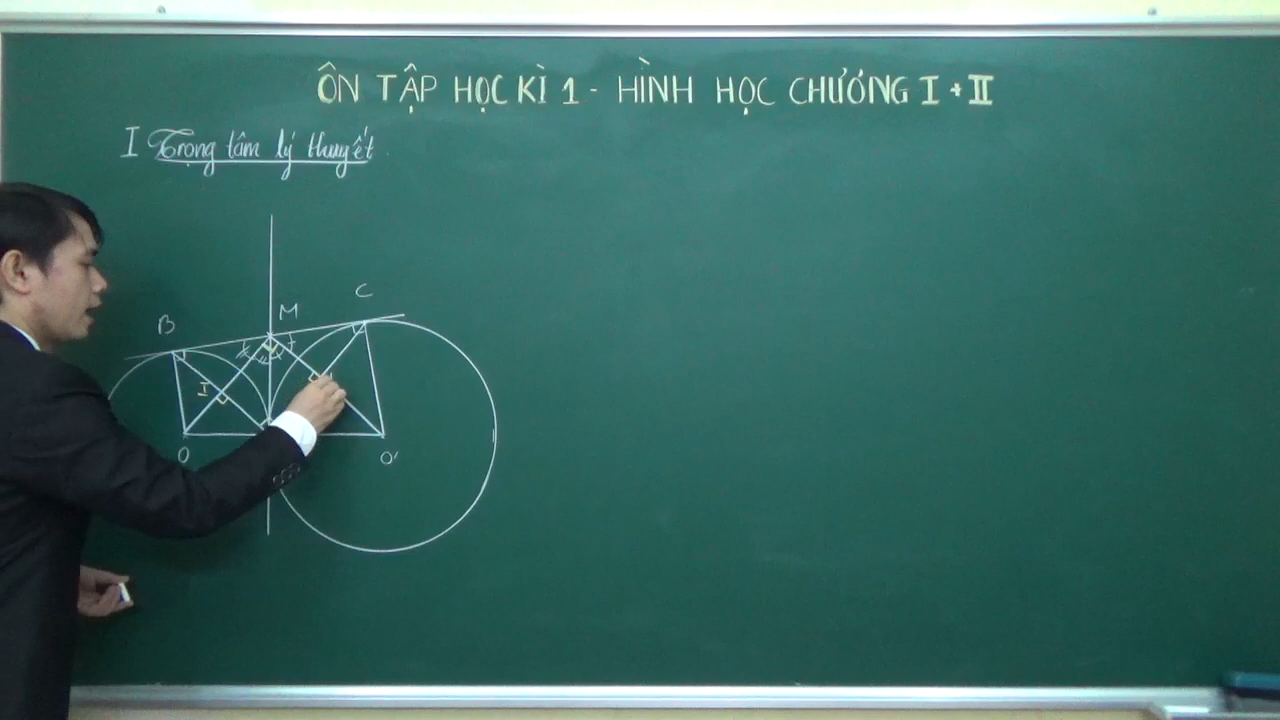 ÔN TẬP HỌC KÌ 1 - HÌNH HỌC CHƯƠNG I + II
I Trọng tâm lý thuyết
C
M
B
I
O
O'